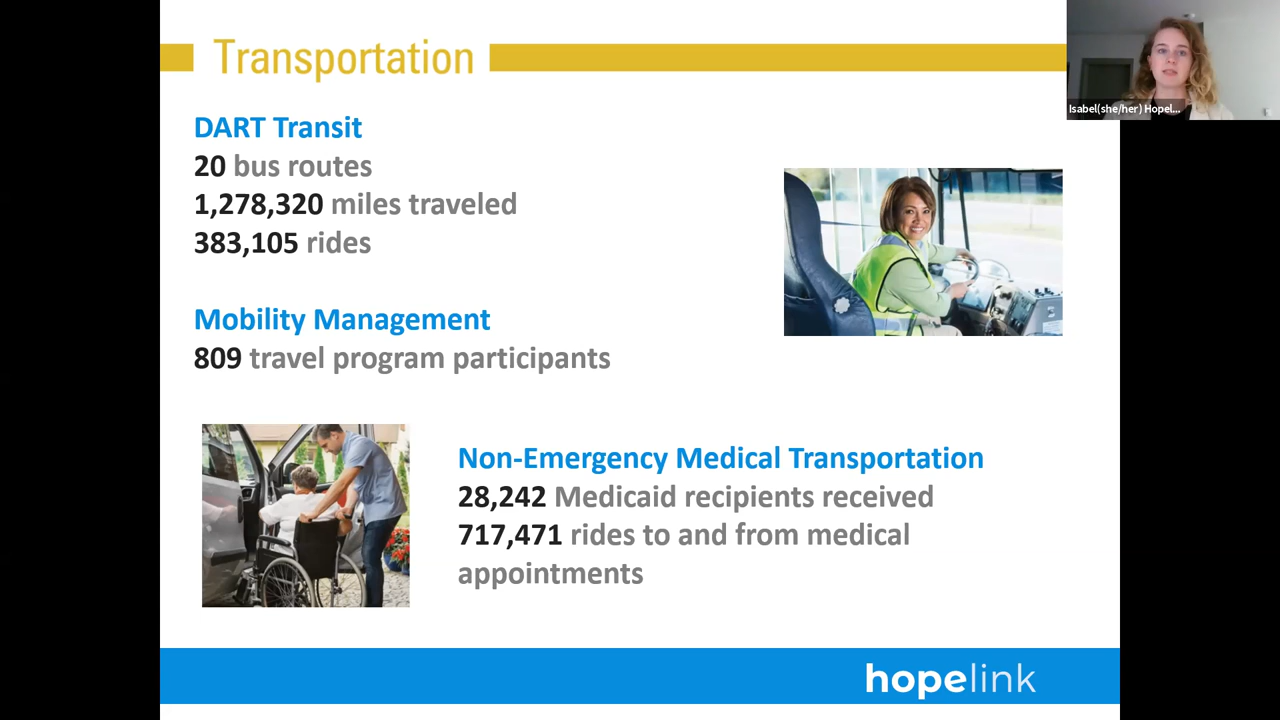 Transportation
Isabel(she/her) Hopel...
DART Transit
20 bus routes
1,278,320 miles traveled
383,105 rides
Mobility Management
809 travel program participants
Non-Emergency Medical Transportation
28,242 Medicaid recipients received
717,471 rides to and from medical
appointments
hopelink